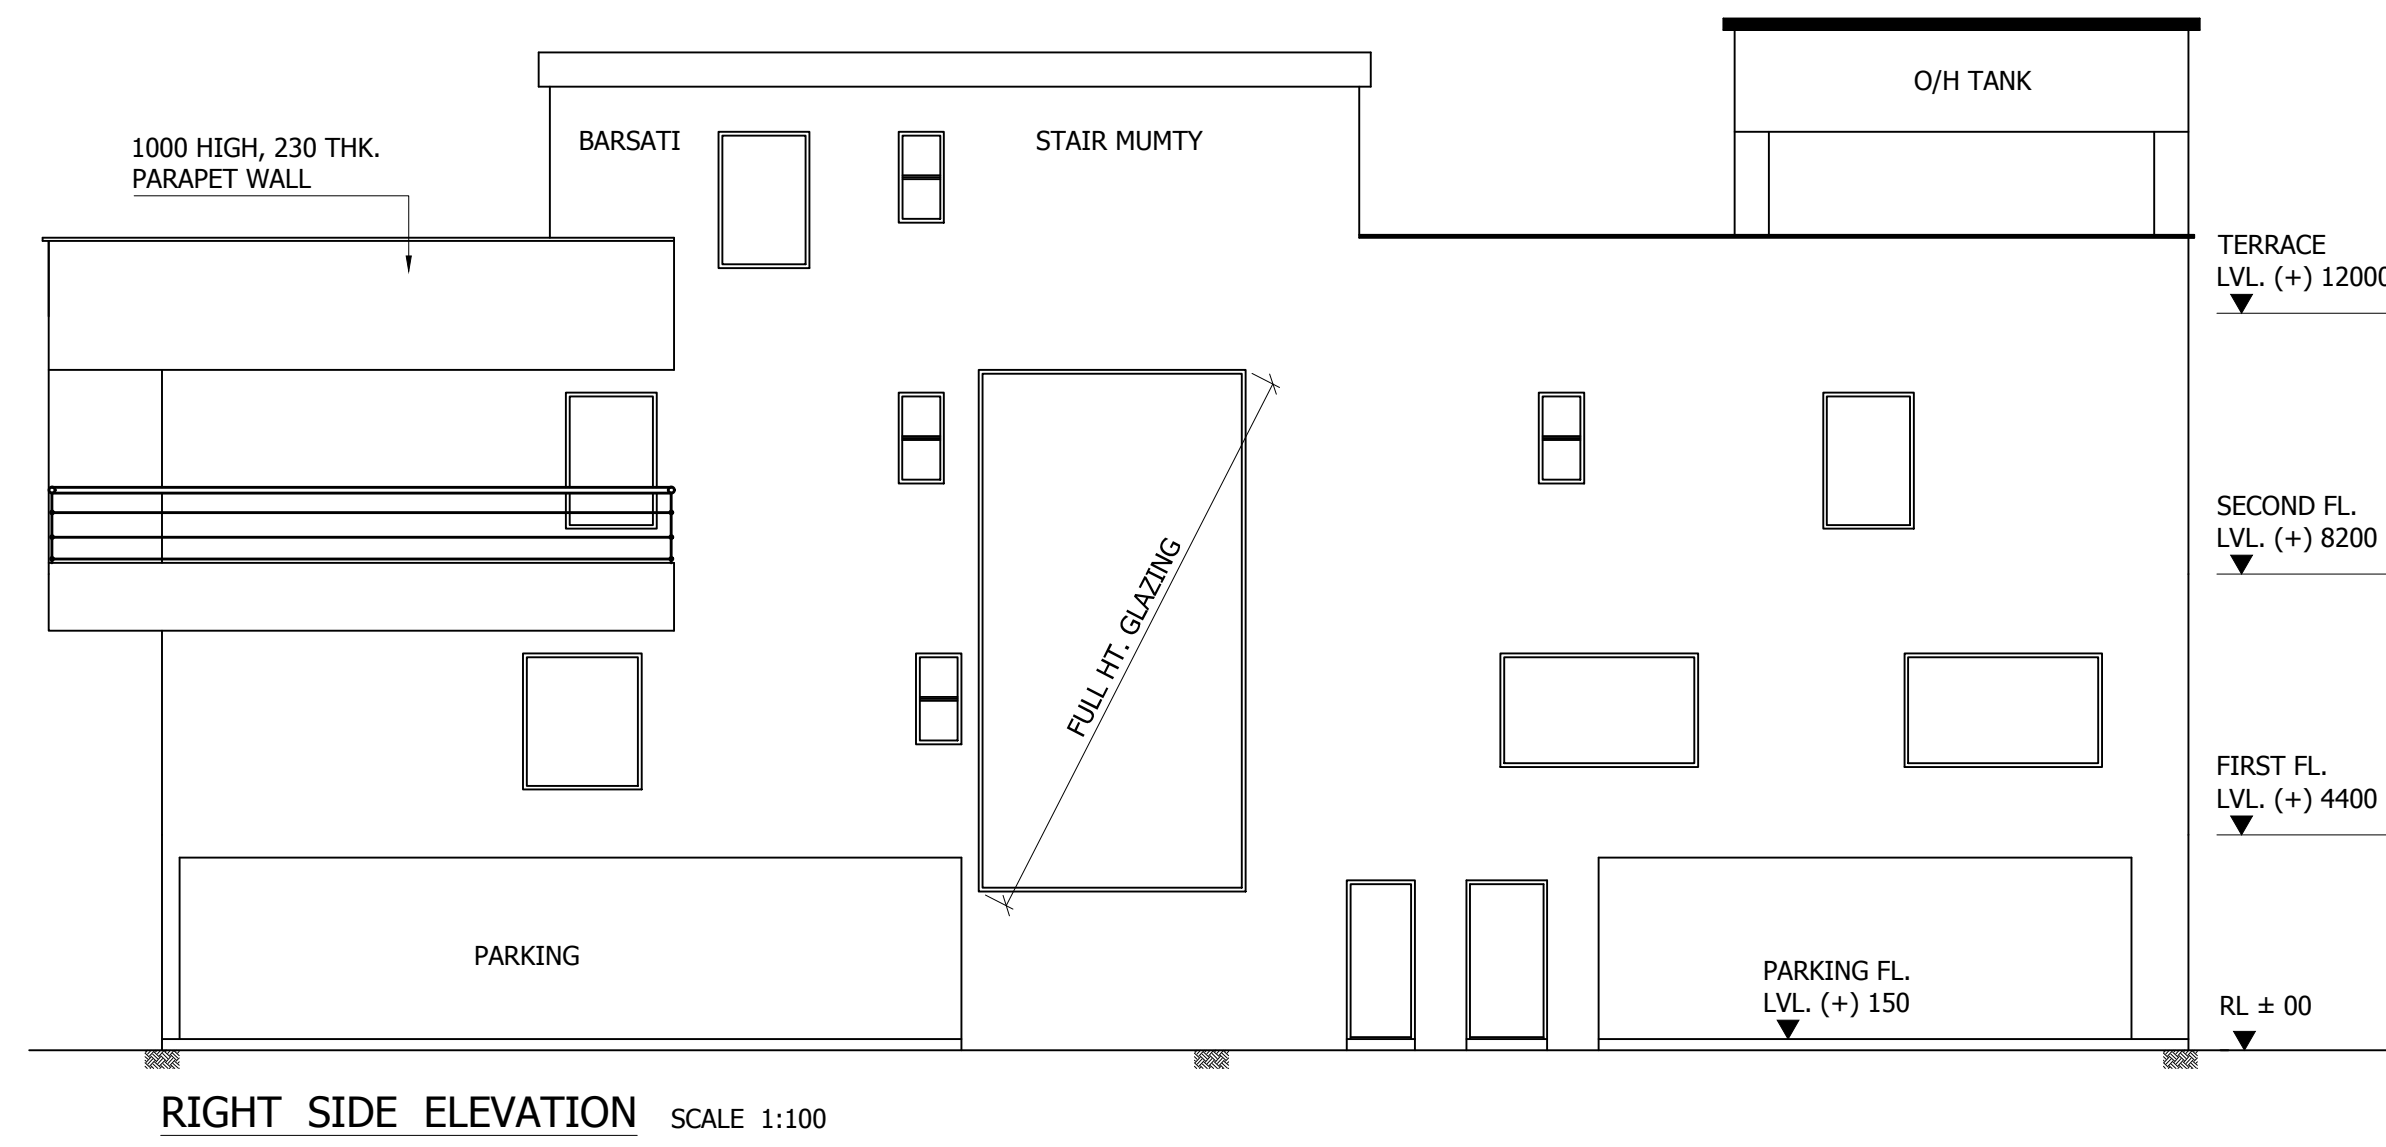 O/H TANK
1000 HIGH, 230 THK.
PARAPET WALL
BARSATI
STAIR MUMTY
TERRACE
LVL. (+) 12000
FULL HT. GLAZING
SECOND FL.
LVL. (+) 8200
FIRST FL.
LVL. (+) 4400
PARKING
PARKING FL.
LVL. (+) 150
RL ± 00
RIGHT SIDE ELEVATION SCALE 1:100